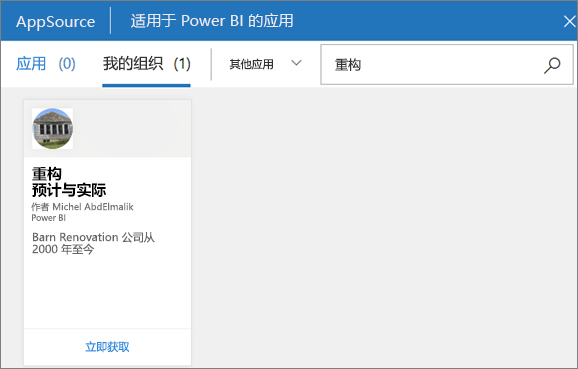 AppSource 适用于 Power BI 的应用
应用 (0) 我的组织 (1) 其他应用 重构
重构
预计与实际
作者 Michel AbdElmalik
Power BI
Barn Renovation 公司从
2000 年至今
立即获取